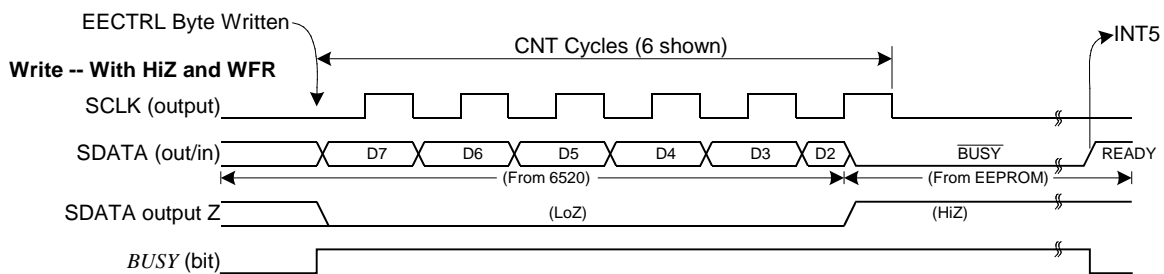 EECTRL Byte Written
INT5
CNT Cycles (6 shown)
Write -- With HiZ and WFR
SCLK (output)
SDATA (out/in) D7 D6 D5 D4 D3 D2 BUSY READY
(From 6520) (From EEPROM)
SDATA output Z (LoZ) (HiZ)
BUSY (bit)